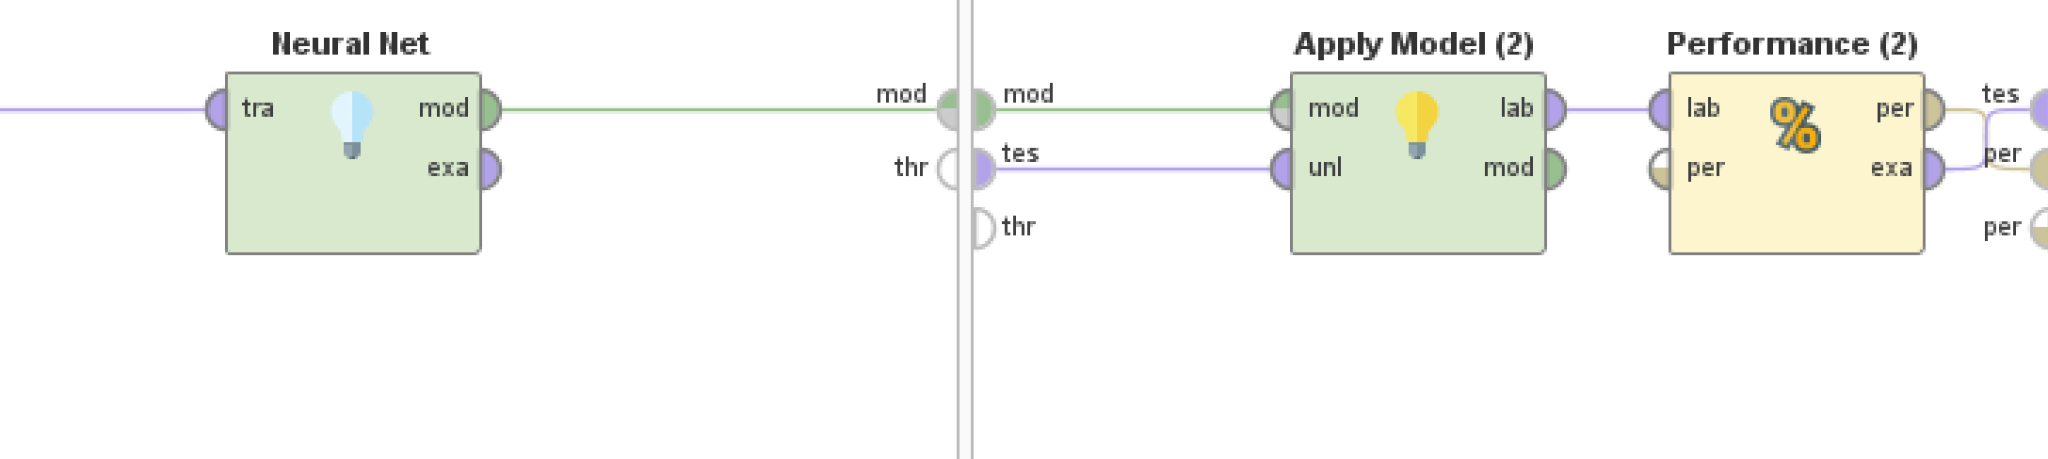 Neural Net
tra
mod
exa
mod
thr
mod
tes
thr
Apply Model (2)
mod
lab
unl
mod
Performance (2)
%
lab
per
per
exa
tes
per
per